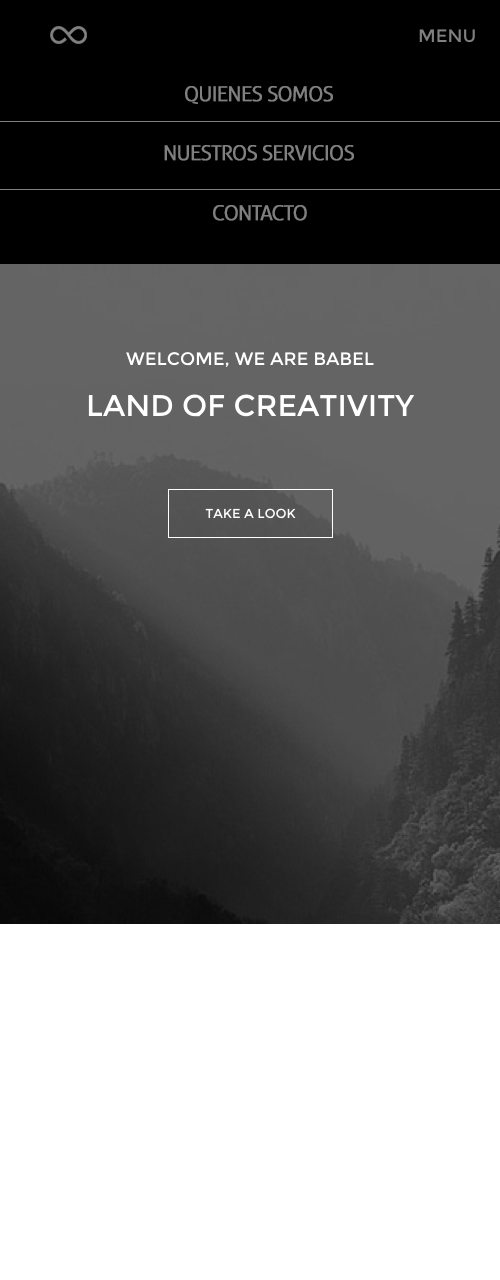 MENU
QUIENES SOMOS
NUESTROS SERVICIOS
CONTACTO
WELCOME, WE ARE BABEL
LAND OF CREATIVITY
TAKE A LOOK